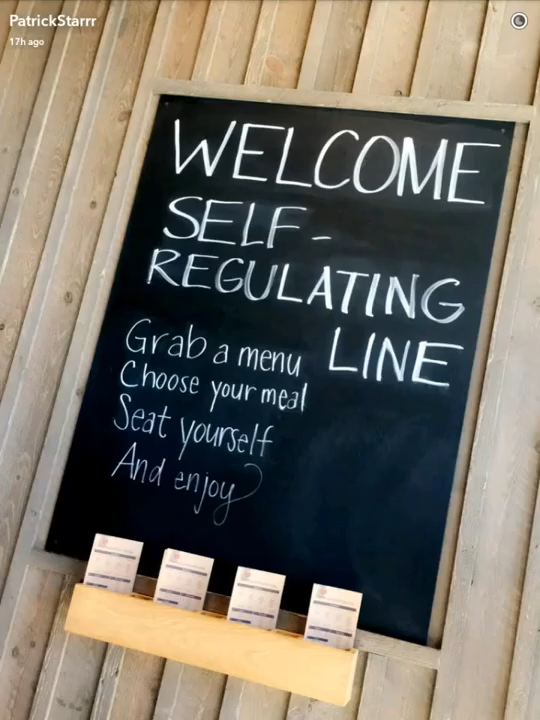 PatrickStarrr
17h ago
WELCOME
SELF-
REGULATING
LINE
Grab a menu
Choose your meal
Seat yourself
And enjoy